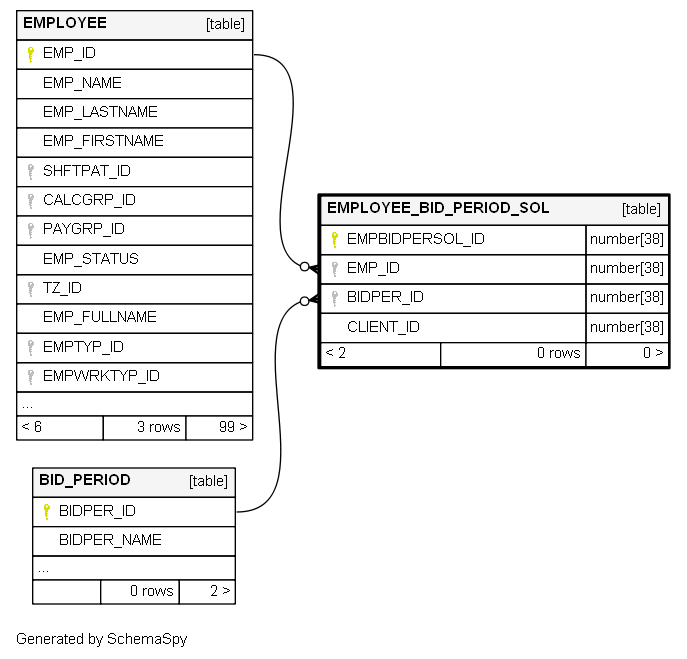 EMPLOYEE [table]
EMP_ID
EMP_NAME
EMP_LASTNAME
EMP_FIRSTNAME
SHFTPAT_ID
CALCGRP_ID
PAYGRP_ID
EMP_STATUS
TZ_ID
EMP_FULLNAME
EMPTYP_ID
EMPWRKTYP_ID
...
< 6 3 rows 99 >
EMPLOYEE_BID_PERIOD_SOL [table]
EMPBIDPERSOL_ID number[38]
EMP_ID number[38]
BIDPER_ID number[38]
CLIENT_ID number[38]
< 2 0 rows 0 >
BID_PERIOD [table]
BIDPER_ID
BIDPER_NAME
...
0 rows 2 >
Generated by SchemaSpy